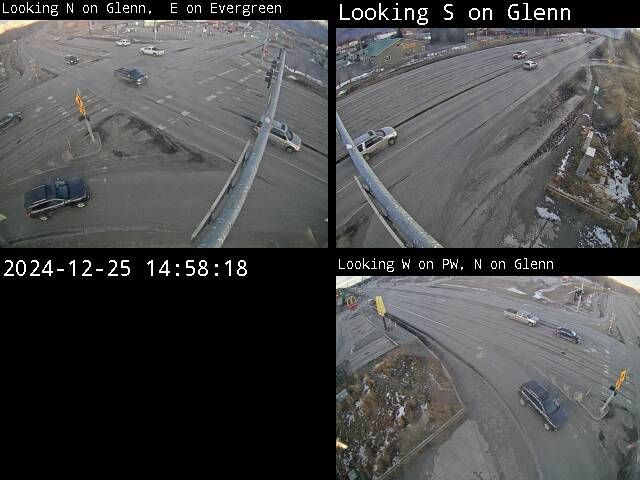 Looking N on Glenn,  E on Evergreen
Looking S on Glenn
2024-12-25 14:58:18
Looking W on PW, N on Glenn